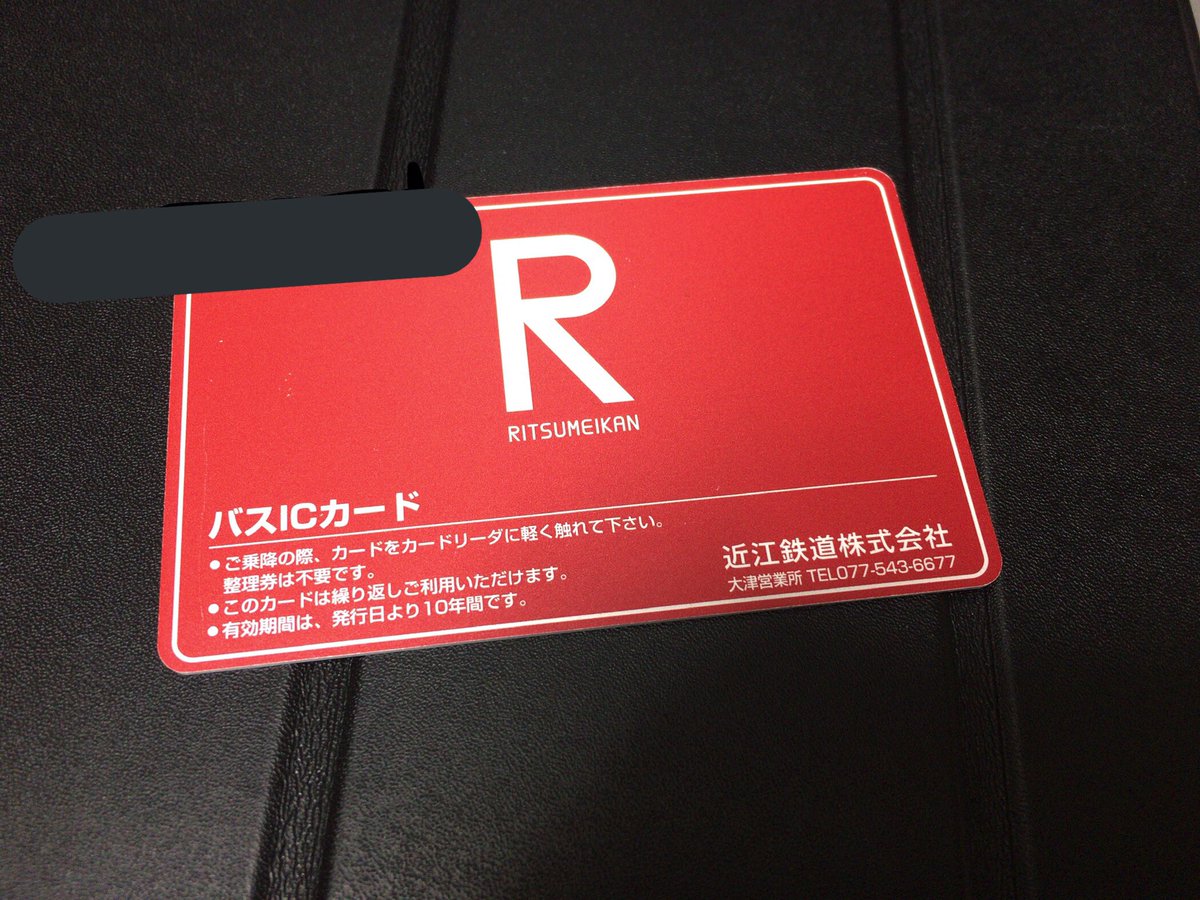 R
RITSUMEIKAN
バスICカード
●ご乗降の際、カードをカードリーダに軽く触れて下さい。
整理券は不要です。
●このカードは繰り返しご利用いただけます。
●有効期間は、発行日より10年間です。
近江鉄道株式会社
大津営業所 TEL077-543-6677